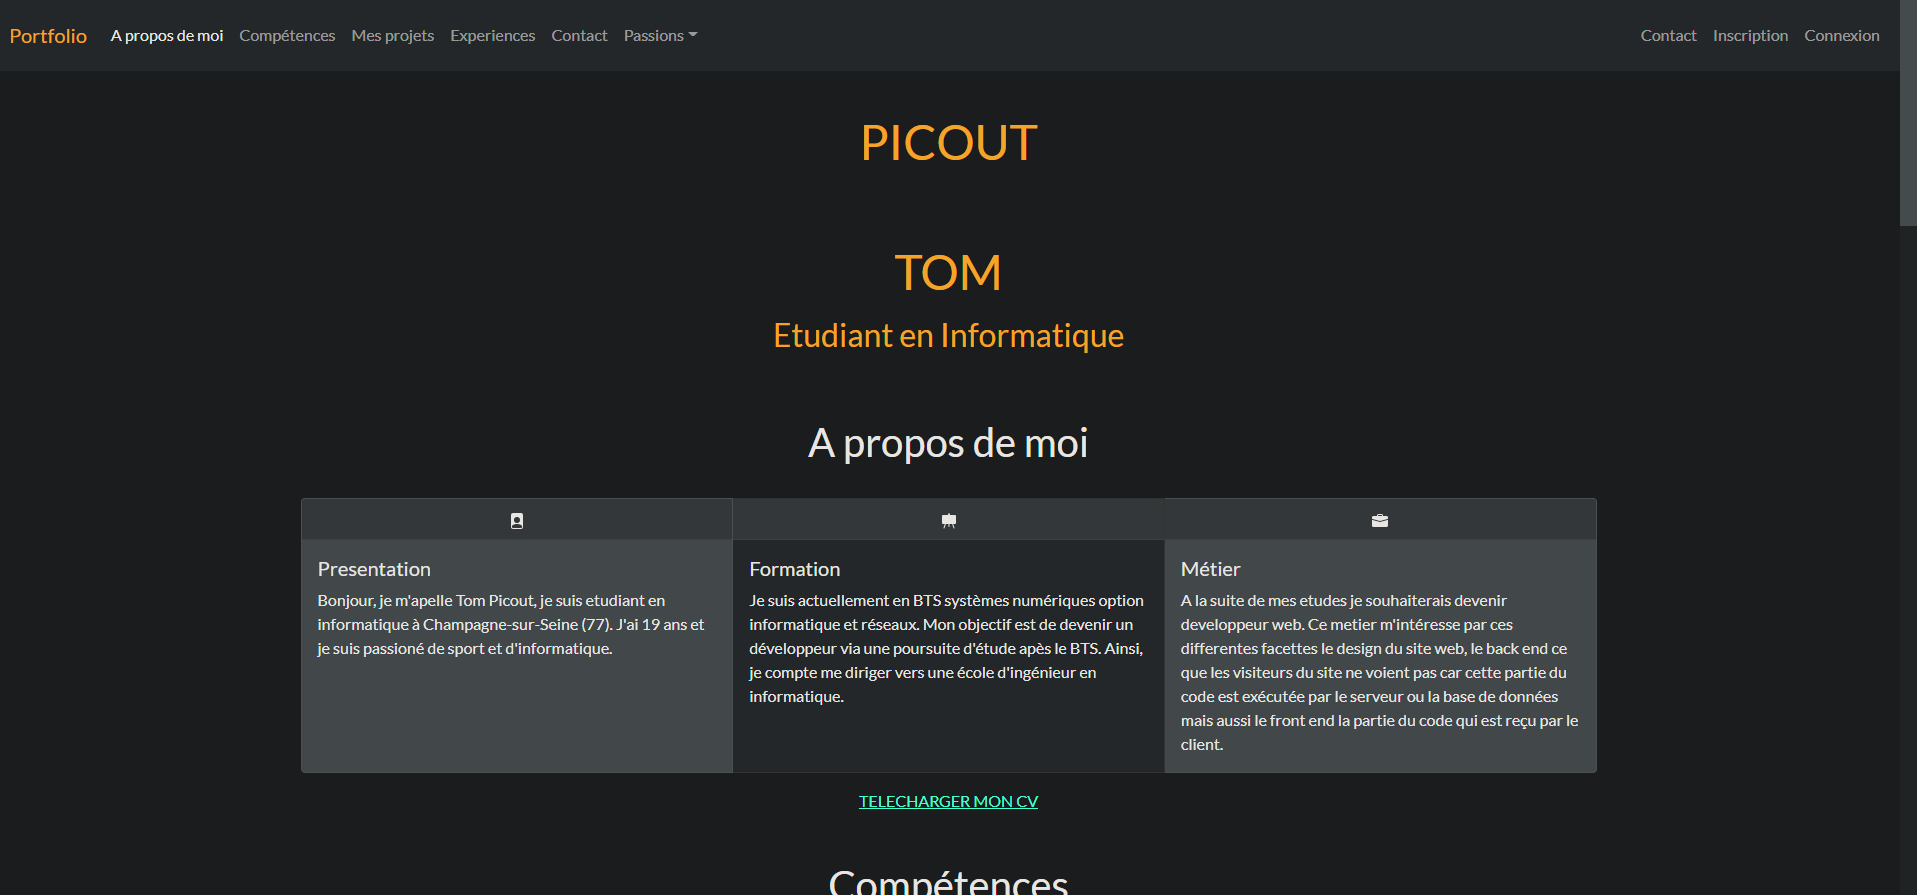 Portfolio A propos de moi Compétences Mes projets Experiences Contact Passions Contact Inscription Connexion
PICOUT
TOM
Etudiant en Informatique
A propos de moi
Presentation
Bonjour, je m'apelle Tom Picout, je suis etudiant en
informatique à Champagne-sur-Seine (77). J'ai 19 ans et
je suis passioné de sport et d'informatique.
Formation
Je suis actuellement en BTS systèmes numériques option
informatique et réseaux. Mon objectif est de devenir un
développeur via une poursuite d'étude apès le BTS. Ainsi,
je compte me diriger vers une école d'ingénieur en
informatique.
Métier
A la suite de mes etudes je souhaiterais devenir
developpeur web. Ce metier m'intéresse par ces
differentes facettes le design du site web, le back end ce
que les visiteurs du site ne voient pas car cette partie du
code est exécutée par le serveur ou la base de données
mais aussi le front end la partie du code qui est reçu par le
client.
TELECHARGER MON CV
Compétences